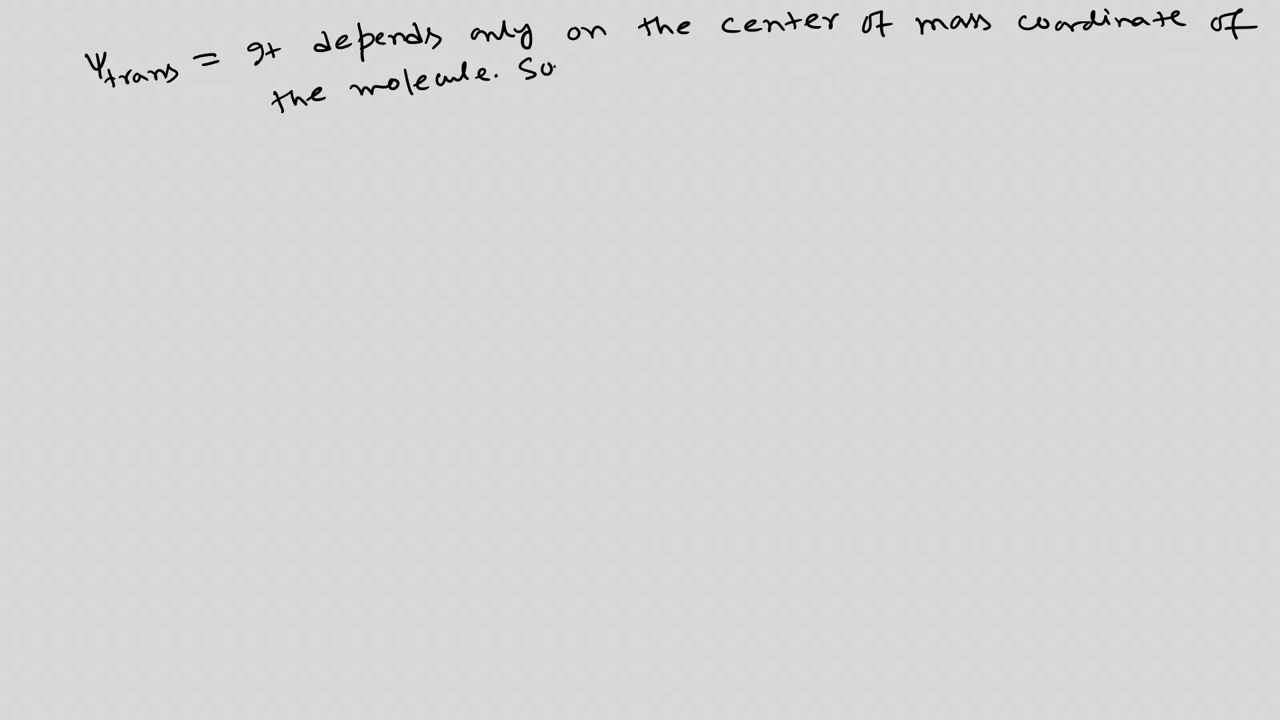 Ψtrans = It depends only on the center of mass coordinate of
the molecule. So